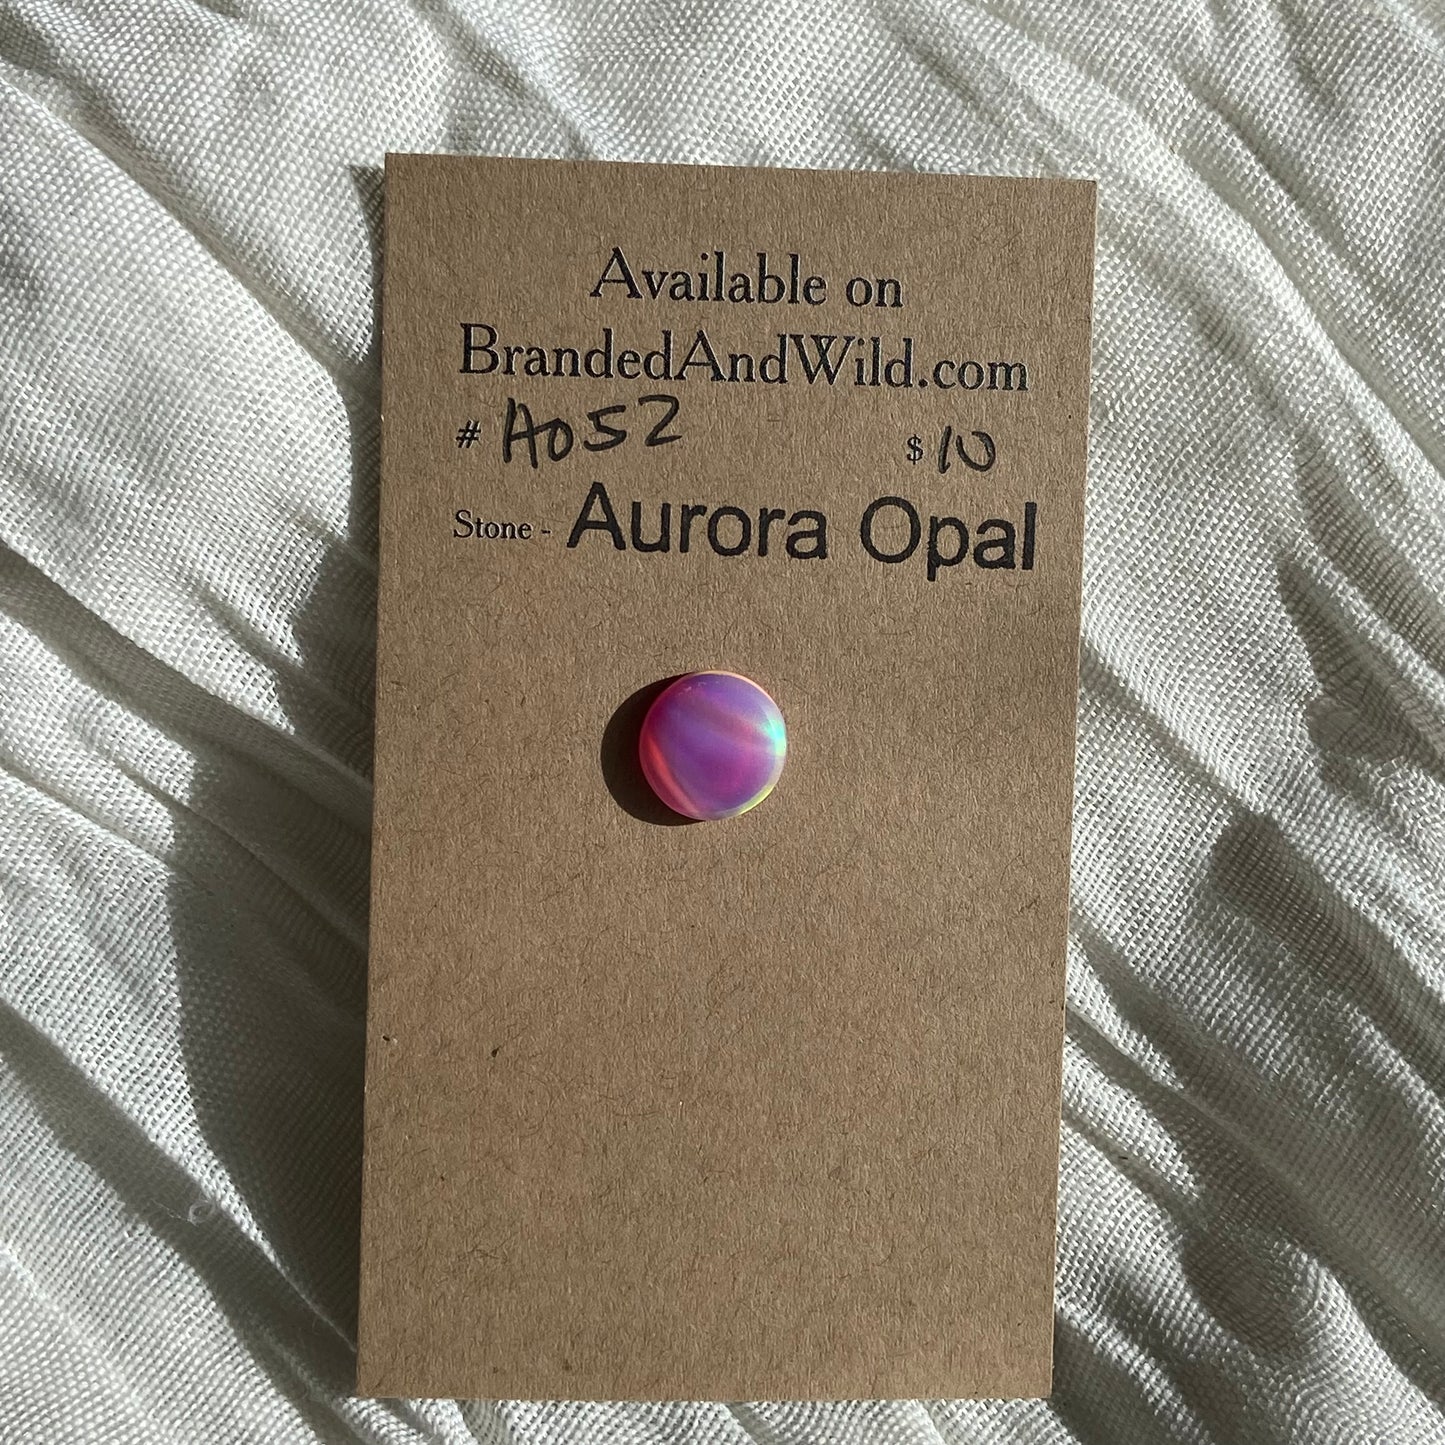 Available on
BrandedAndWild.com
# A052 $10
Stone - Aurora Opal